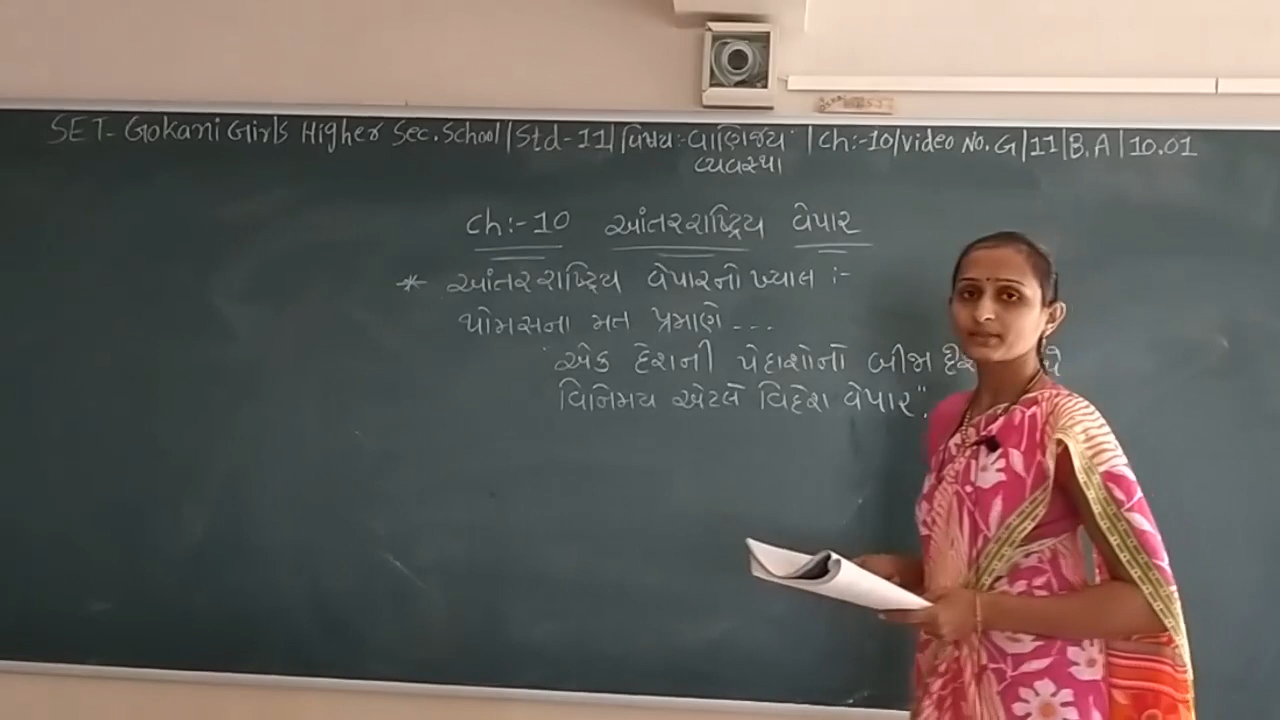 SET- Gokani Girls Higher Sec. School | Std-11 | વિષય:- વાણિજ્ય | Ch:-10 | Video No. G | 11 | B.A | 10.01
વ્યવસ્થા
Ch:- 10 આંતરરાષ્ટ્રિય વેપાર
* આંતરરાષ્ટ્રિય વેપારનો ખ્યાલ :-
થોમસના મત પ્રમાણે ---
"એક દેશની પેદાશોનો બીજા
વિનિમય એટલે વિદેશ વેપાર".